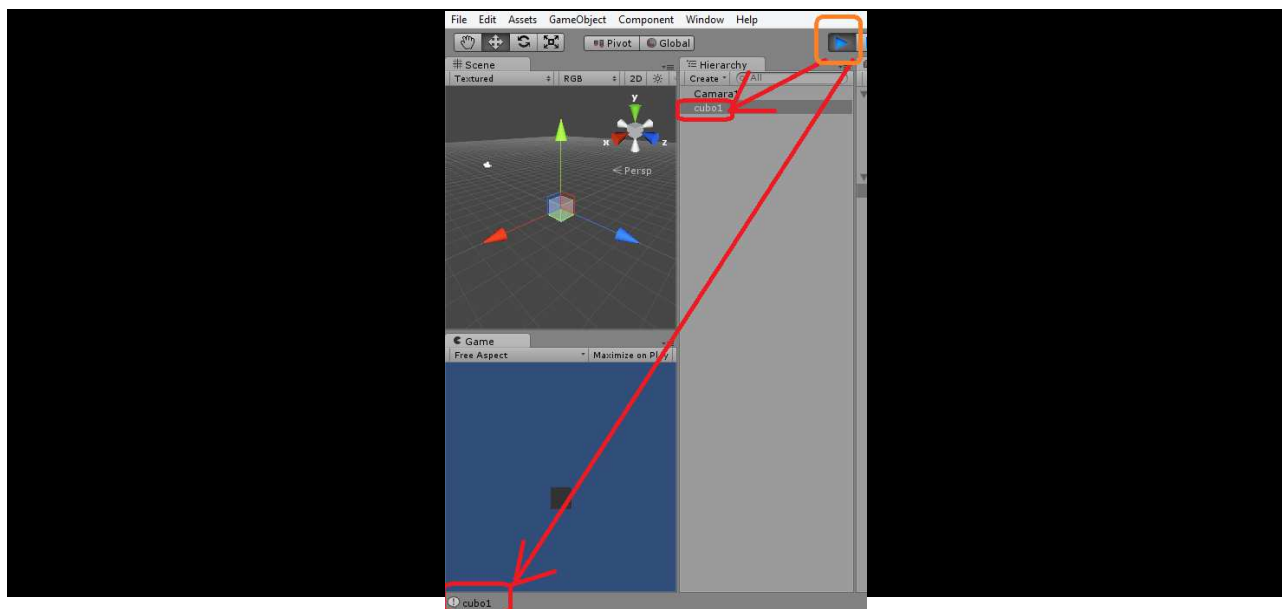 File Edit Assets GameObject Component Window Help
Pivot Global
Scene
Hierarchy
Textured RGB 2D
Create All
Camara1
cubo1
y
x z
Persp
Game
Free Aspect Maximize on Play
cubo1